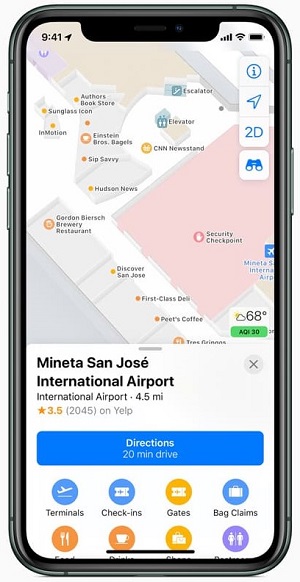 9:41
Escalator
Authors
Book Store
Sunglass Icon
InMotion
Elevator
Einstein
Bros. Bagels
CNN Newsstand
2D
Sip Savvy
Hudson News
Gordon Biersch
Brewery
Restaurant
Security
Checkpoint
Mineta San
Internatio
Airpor
Discover
San José
First-Class Deli
Peet's Coffee
68°
AQI 30
Tres Gringos
Mineta San José
International Airport
International Airport · 4.5 mi
★3.5 (2045) on Yelp
Directions
20 min drive
Terminals
Check-ins
Gates
Bag Claims
Food
Drinks
Shops
Restroom